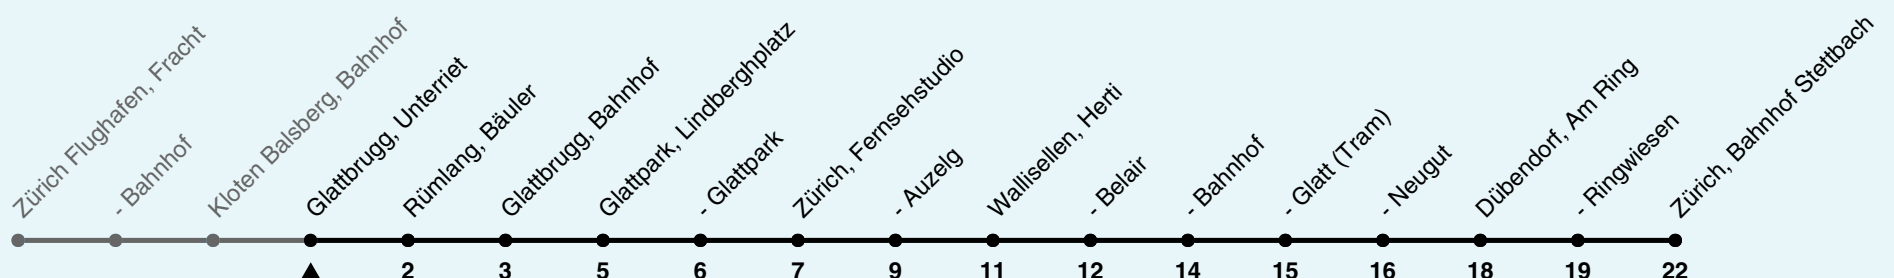 Zürich Flughafen, Fracht
- Bahnhof
Kloten Balsberg, Bahnhof
Glattbrugg, Unterriet
Rümlang, Bäuler
Glattbrugg, Bahnhof
Glattpark, Lindberghplatz
- Glattpark
Zürich, Fernsehstudio
- Auzelg
Wallisellen, Herti
- Belair
- Bahnhof
- Glatt (Tram)
- Neugut
Dübendorf, Am Ring
- Ringwiesen
Zürich, Bahnhof Stettbach
2 3 5 6 7 9 11 12 14 15 16 18 19 22